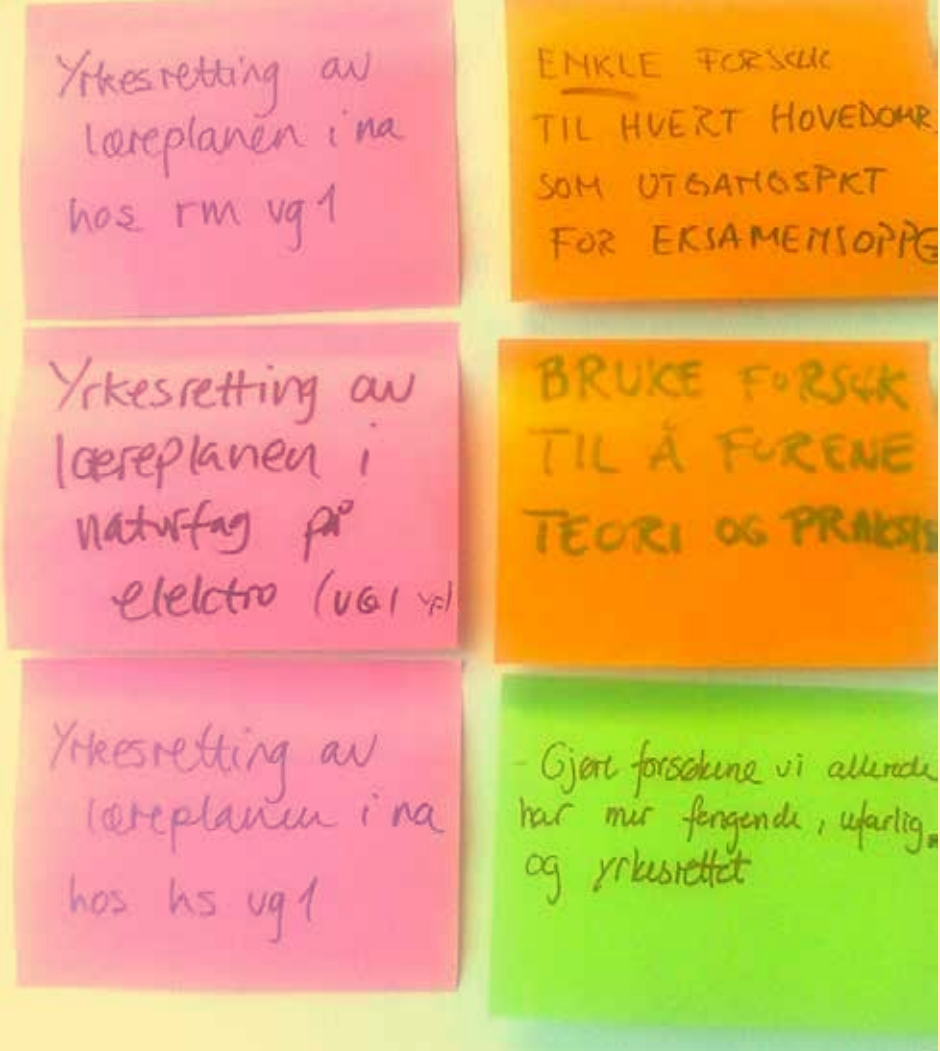 Yrkesretting av
læreplanen i na
hos rm vg1
Yrkesretting av
læreplanen i
naturfag på
elektro (VG1 YF)
Yrkesretting av
læreplanen i na
hos hs vg1
ENKLE FORSØK
TIL HVERT HOVEDOMR
SOM UTGANGSPKT
FOR EKSAMENSOPPG
BRUKE FORSØK
TIL Å FORENE
TEORI OG PRAKSIS
- Gjøre forsøkene vi allerede
har mer fengende, ufarlig,
og yrkesrettet